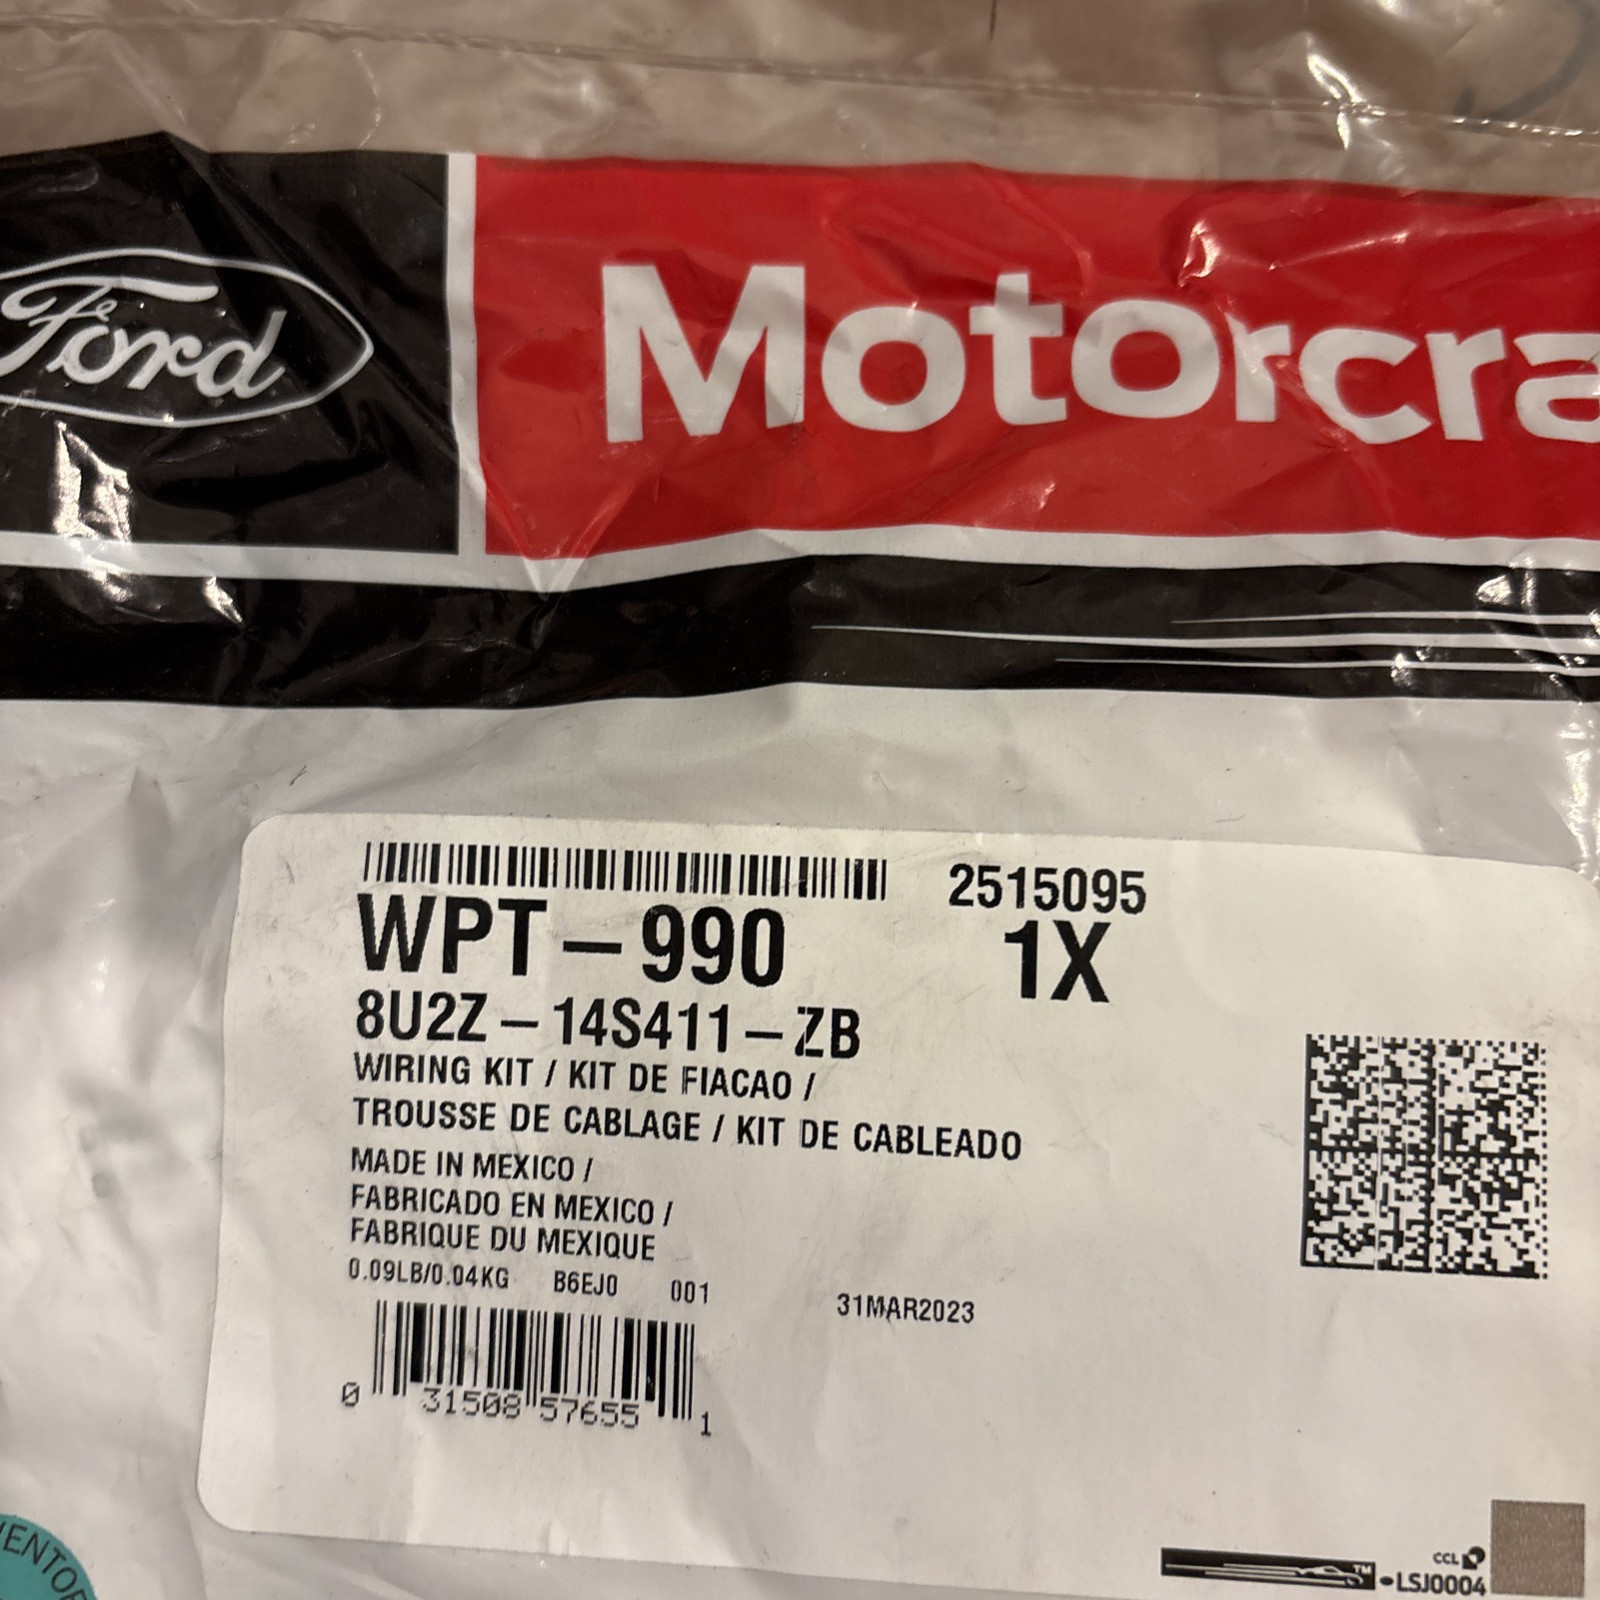 Ford
Motorcra
2515095
WPT-990
1X
8U2Z-14S411-ZB
WIRING KIT / KIT DE FIACAO /
TROUSSE DE CABLAGE / KIT DE CABLEADO
MADE IN MEXICO /
FABRICADO EN MEXICO /
FABRIQUE DU MEXIQUE
0.09LB/0.04KG B6EJ0 001
31MAR2023
0 31508 57655 1
CCL
TM
•LSJ0004